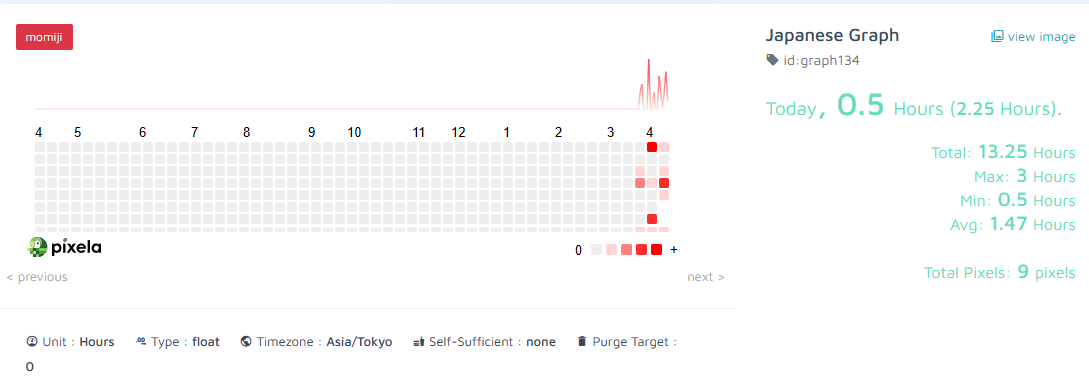 momiji
4 5 6 7 8 9 10 11 12 1 2 3 4
pixela
0 +
< previous next >
Unit : Hours Type : float Timezone : Asia/Tokyo Self-Sufficient : none Purge Target :
0
Japanese Graph view image
id:graph134
Today, 0.5 Hours (2.25 Hours).
Total: 13.25 Hours
Max: 3 Hours
Min: 0.5 Hours
Avg: 1.47 Hours
Total Pixels: 9 pixels